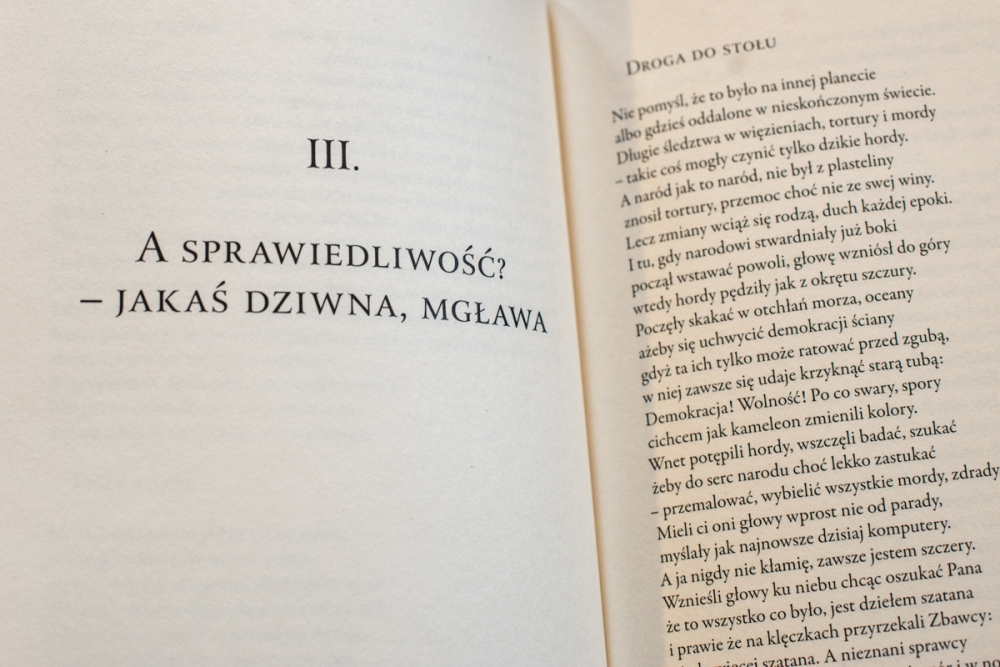 III.
A SPRAWIEDLIWOŚĆ?
– JAKAŚ DZIWNA, MGŁAWA
DROGA DO STOŁU
Nie pomyśl, że to było na innej planecie
albo gdzieś oddalone w nieskończonym świecie.
Długie śledztwa w więzieniach, tortury i mordy
– takie coś mogły czynić tylko dzikie hordy.
A naród jak to naród, nie był z plasteliny
znosił tortury, przemoc choć nie ze swej winy.
Lecz zmiany wciąż się rodzą, duch każdej epoki.
I tu, gdy narodowi stwardniały już boki
począł wstawać powoli, głowę wzniósł do góry
wtedy hordy pędziły jak z okrętu szczury.
Poczęły skakać w otchłań morza, oceany
ażeby się uchwycić demokracji ściany
gdyż ta ich tylko może ratować przed zgubą,
w niej zawsze się udaje krzyknąć starą tubą:
Demokracja! Wolność! Po co swary, spory
cichcem jak kameleon zmienili kolory.
Wnet potępili hordy, wszczęli badać, szukać
żeby do serc narodu choć lekko zastukać
– przemalować, wybielić wszystkie mordy, zdrady
Mieli ci oni głowy wprost nie od parady,
myślały jak najnowsze dzisiaj komputery.
A ja nigdy nie kłamię, zawsze jestem szczery.
Wznieśli głowy ku niebu chcąc oszukać Pana
że to wszystko co było, jest dziełem szatana
i prawie że na klęczkach przyrzekali Zbawcy:
szatana. A nieznani sprawcy